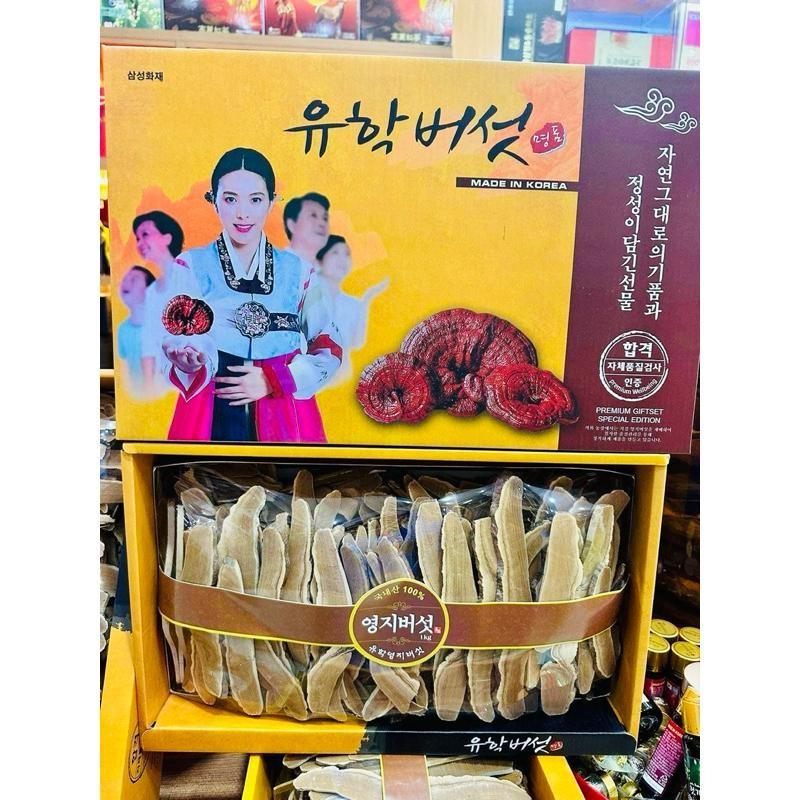 삼성화재
유학버섯
명품
MADE IN KOREA
자연그대로의기품과
정성이담긴선물
합격
자체품질검사
인증
premium Wellbeing
PREMIUM GIFTSET
SPECIAL EDITION
국내산 100%
영지버섯
1kg
유학영지버섯
유학버섯